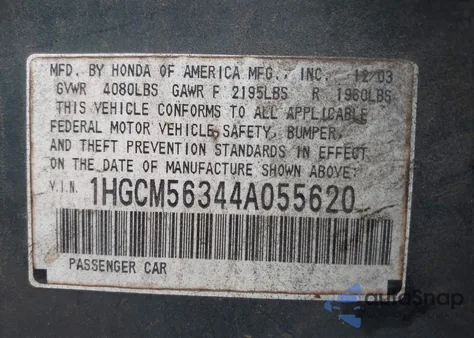 MFD. BY HONDA OF AMERICA MFG., INC. 12/03
GVWR 4080LBS GAWR F 2195LBS R 1960LBS
THIS VEHICLE CONFORMS TO ALL APPLICABLE
FEDERAL MOTOR VEHICLE SAFETY, BUMPER,
AND THEFT PREVENTION STANDARDS IN EFFECT
ON THE DATE OF MANUFACTURE SHOWN ABOVE.
V.I.N. 1HGCM56344A055620
PASSENGER CAR
autoSnap